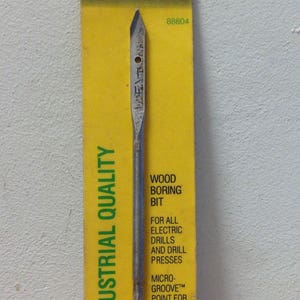 88804
USTRIAL QUALITY
WOOD
BORING
BIT
FOR ALL
ELECTRIC
DRILLS
AND DRILL
PRESSES
MICRO-
GROOVE™
POINT FOR